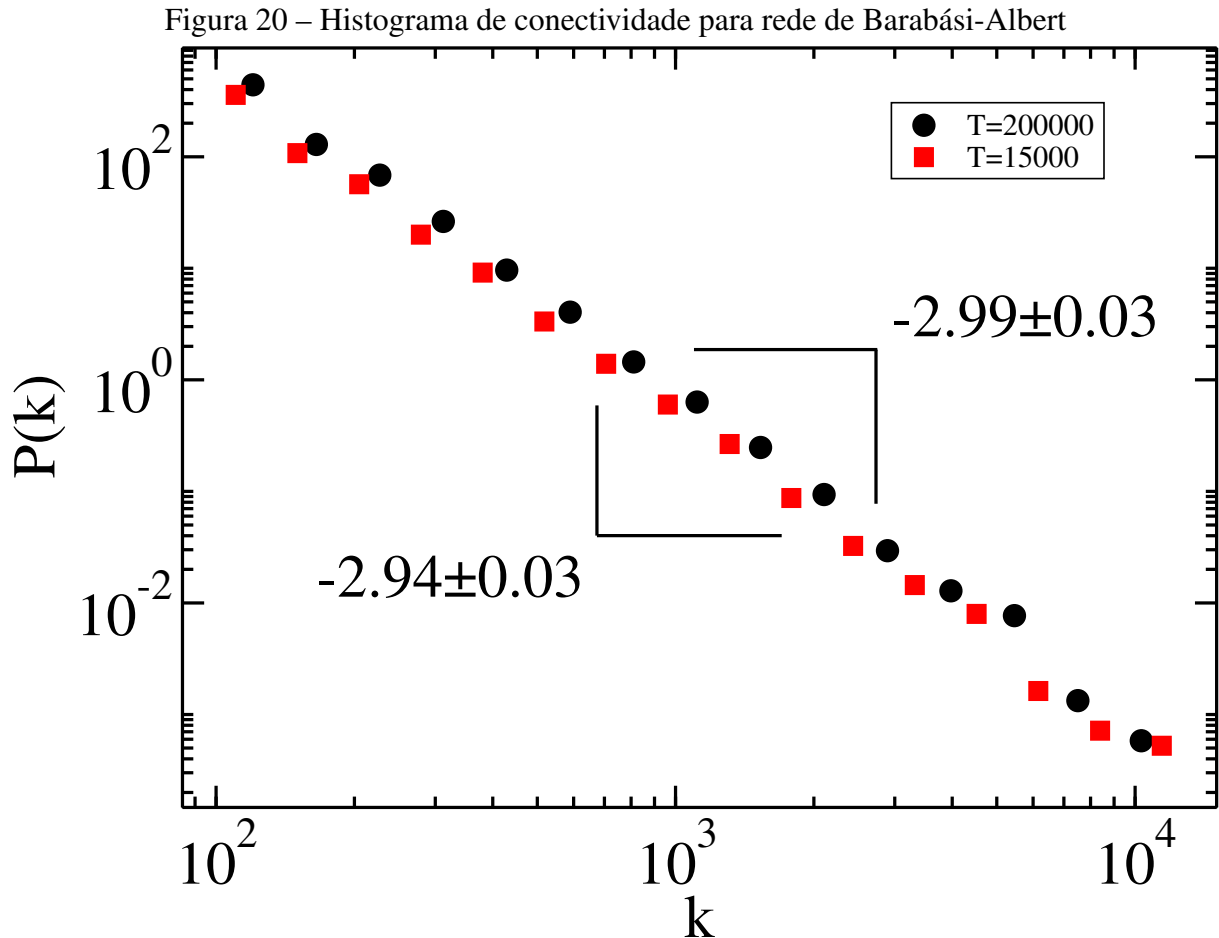 Figura 20 – Histograma de conectividade para rede de Barabási-Albert
T=200000
T=15000
10^2
10^0
10^-2
P(k)
-2.99±0.03
-2.94±0.03
10^2
10^3
10^4
k